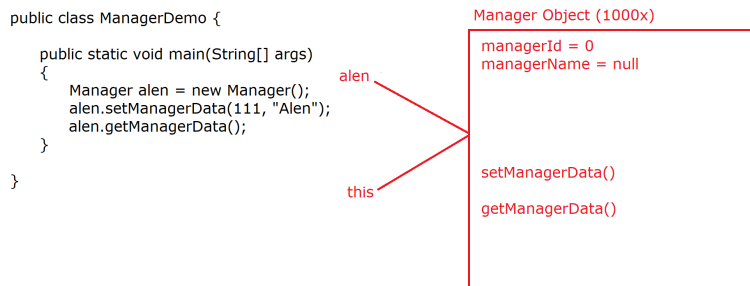 public class ManagerDemo {
public static void main(String[] args)
{
Manager alen = new Manager();
alen.setManagerData(111, "Alen");
alen.getManagerData();
}
}
alen
this
Manager Object (1000x)
managerId = 0
managerName = null
setManagerData()
getManagerData()